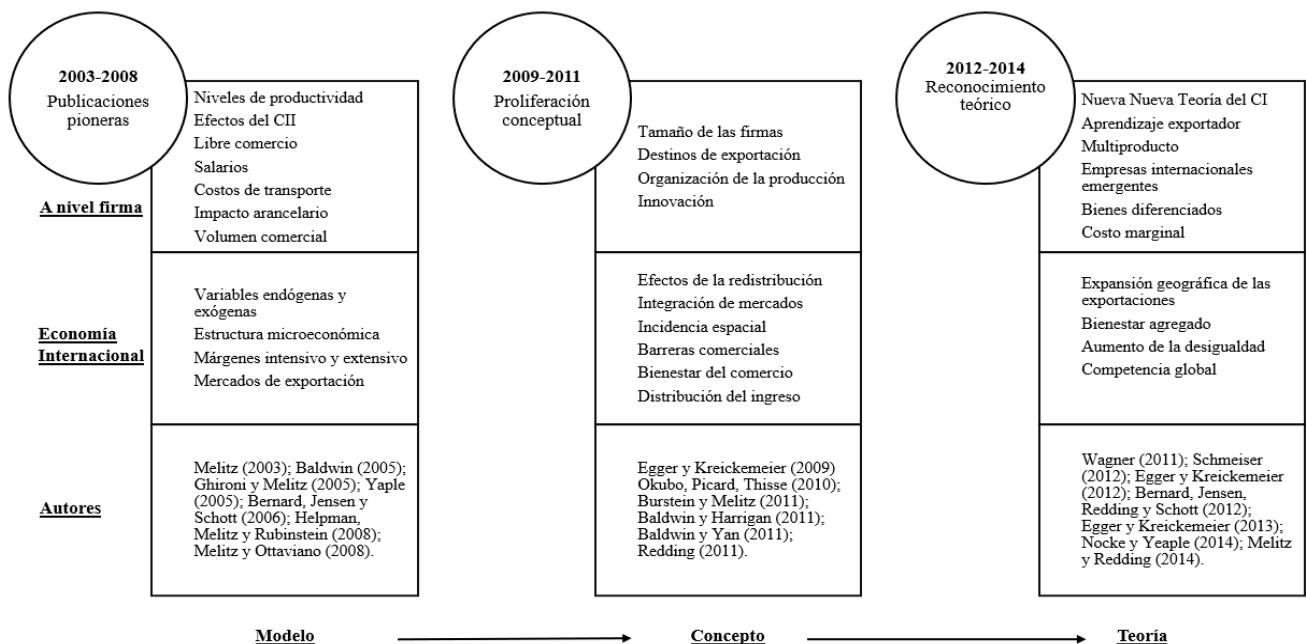 2003-2008
Publicaciones
pioneras
Niveles de productividad
Efectos del CII
Libre comercio
Salarios
Costos de transporte
Impacto arancelario
Volumen comercial
2009-2011
Proliferación
conceptual
Tamaño de las firmas
Destinos de exportación
Organización de la producción
Innovación
2012-2014
Reconocimiento
teórico
Nueva Nueva Teoría del CI
Aprendizaje exportador
Multiproducto
Empresas internacionales
emergentes
Bienes diferenciados
Costo marginal
A nivel firma
Economía
Internacional
Variables endógenas y
exógenas
Estructura microeconómica
Márgenes intensivo y extensivo
Mercados de exportación
Efectos de la redistribución
Integración de mercados
Incidencia espacial
Barreras comerciales
Bienestar del comercio
Distribución del ingreso
Expansión geográfica de las
exportaciones
Bienestar agregado
Aumento de la desigualdad
Competencia global
Autores
Melitz (2003); Baldwin (2005);
Ghironi y Melitz (2005); Yaple
(2005); Bernard, Jensen y
Schott (2006); Helpman,
Melitz y Rubinstein (2008);
Melitz y Ottaviano (2008).
Egger y Kreickemeier (2009)
Okubo, Picard, Thisse (2010);
Burstein y Melitz (2011);
Baldwin y Harrigan (2011);
Baldwin y Yan (2011);
Redding (2011).
Wagner (2011); Schmeiser
(2012); Egger y Kreickemeier
(2012); Bernard, Jensen,
Redding y Schott (2012);
Egger y Kreickemeier (2013);
Nocke y Yeaple (2014); Melitz
y Redding (2014).
Modelo
Concepto
Teoría